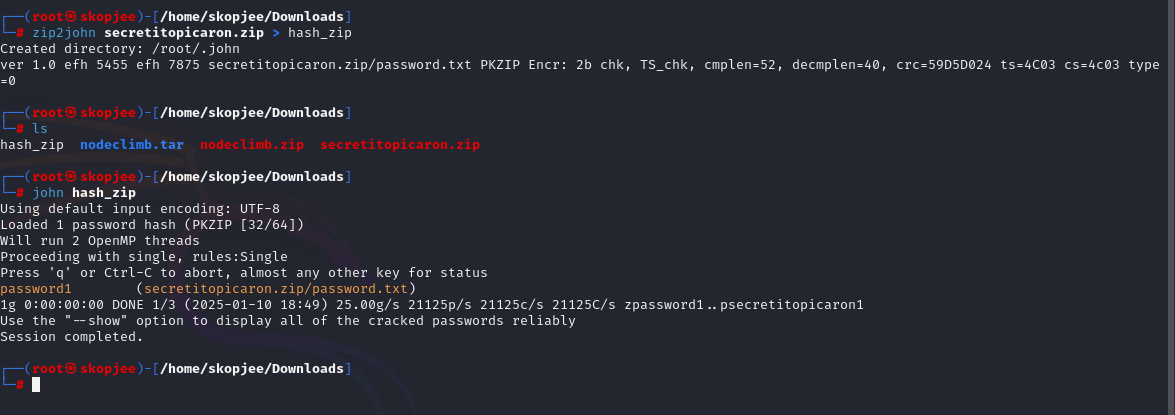 ┌──(root㉿skopjee)-[/home/skopjee/Downloads]
└─# zip2john secretitopicaron.zip > hash_zip
Created directory: /root/.john
ver 1.0 efh 5455 efh 7875 secretitopicaron.zip/password.txt PKZIP Encr: 2b chk, TS_chk, cmplen=52, decmplen=40, crc=59D5D024 ts=4C03 cs=4c03 type
=0
┌──(root㉿skopjee)-[/home/skopjee/Downloads]
└─# ls
hash_zip  nodeclimb.tar  nodeclimb.zip  secretitopicaron.zip
┌──(root㉿skopjee)-[/home/skopjee/Downloads]
└─# john hash_zip
Using default input encoding: UTF-8
Loaded 1 password hash (PKZIP [32/64])
Will run 2 OpenMP threads
Proceeding with single, rules:Single
Press 'q' or Ctrl-C to abort, almost any other key for status
password1        (secretitopicaron.zip/password.txt)
1g 0:00:00:00 DONE 1/3 (2025-01-10 18:49) 25.00g/s 21125p/s 21125c/s 21125C/s zpassword1..psecretitopicaron1
Use the "--show" option to display all of the cracked passwords reliably
Session completed.
┌──(root㉿skopjee)-[/home/skopjee/Downloads]
└─#